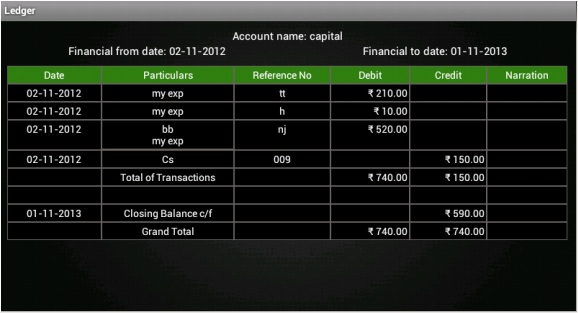 Ledger
Account name: capital
Financial from date: 02-11-2012 Financial to date: 01-11-2013
Date Particulars Reference No Debit Credit Narration
02-11-2012 my exp tt ₹ 210.00
02-11-2012 my exp h ₹ 10.00
02-11-2012 bb nj ₹ 520.00
my exp
02-11-2012 Cs 009 ₹ 150.00
Total of Transactions ₹ 740.00 ₹ 150.00
01-11-2013 Closing Balance c/f ₹ 590.00
Grand Total ₹ 740.00 ₹ 740.00